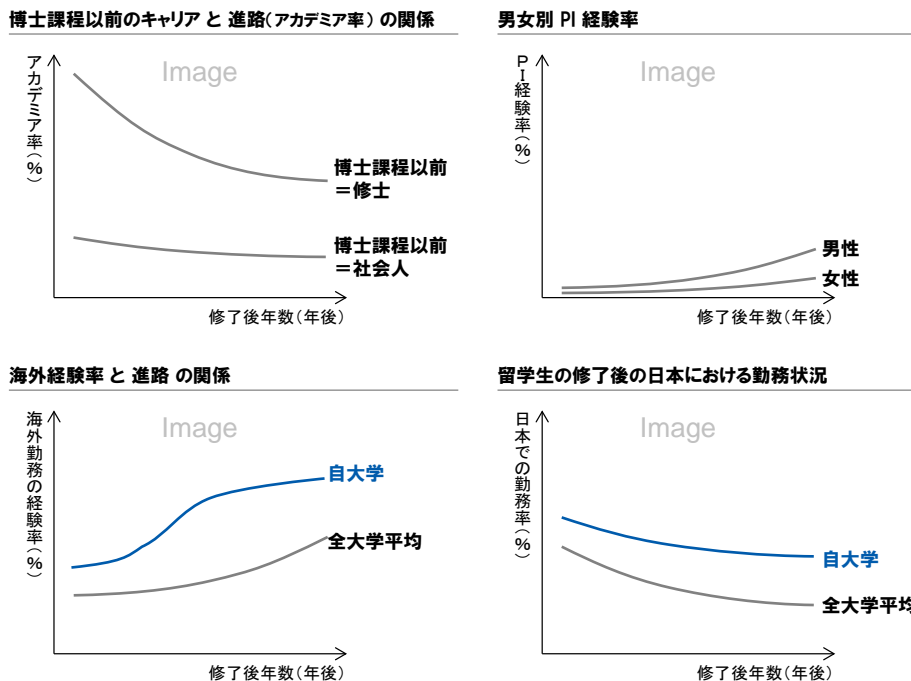 博士課程以前のキャリア と 進路(アカデミア率) の関係
アカデミア率(%)
Image
博士課程以前
＝修士
博士課程以前
＝社会人
修了後年数(年後)
男女別 PI 経験率
PI経験率(%)
Image
男性
女性
修了後年数(年後)
海外経験率 と 進路 の関係
海外勤務の経験率(%)
Image
自大学
全大学平均
修了後年数(年後)
留学生の修了後の日本における勤務状況
日本での勤務率(%)
Image
自大学
全大学平均
修了後年数(年後)